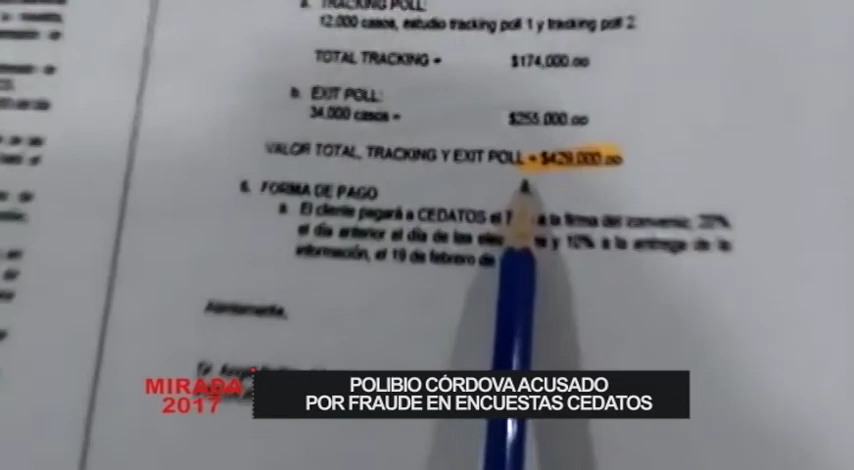 a. TRACKING POLL:
12.000 casos, estudio tracking poll 1 y tracking poll 2
TOTAL TRACKING = $174,000.oo
b. EXIT POLL:
34.000 casos = $255.000.oo
VALOR TOTAL, TRACKING Y EXIT POLL = $429.000.oo
6. FORMA DE PAGO
a. El cliente pagará a CEDATOS el a la firma del convenio, 20%
el día anterior al día de las y 10% a la entrega de la
información, el 19 de febrero de
Atentamente,
MIRADA
2017
POLIBIO CÓRDOVA ACUSADO
POR FRAUDE EN ENCUESTAS CEDATOS